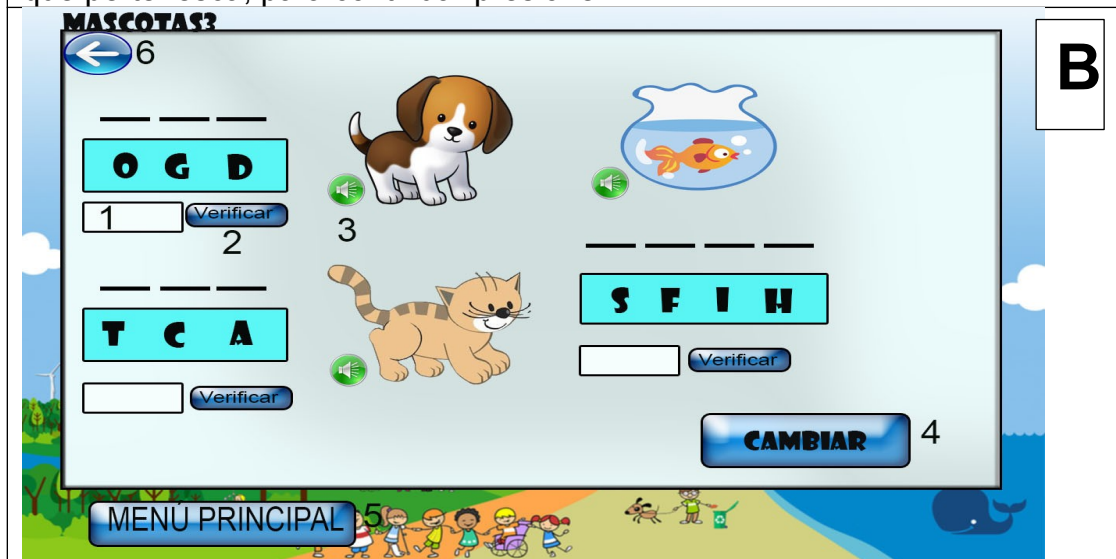 MASCOTAS3
B
6
O G D
1 Verificar
2
3
T C A
Verificar
S F I H
Verificar
CAMBIAR 4
MENÚ PRINCIPAL 5